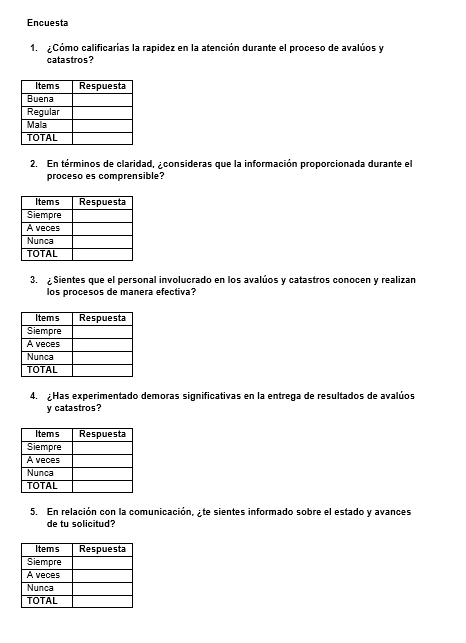 Encuesta
1. ¿Cómo calificarías la rapidez en la atención durante el proceso de avalúos y
catastros?
Items Respuesta
Buena
Regular
Mala
TOTAL
2. En términos de claridad, ¿consideras que la información proporcionada durante el
proceso es comprensible?
Items Respuesta
Siempre
A veces
Nunca
TOTAL
3. ¿Sientes que el personal involucrado en los avalúos y catastros conocen y realizan
los procesos de manera efectiva?
Items Respuesta
Siempre
A veces
Nunca
TOTAL
4. ¿Has experimentado demoras significativas en la entrega de resultados de avalúos
y catastros?
Items Respuesta
Siempre
A veces
Nunca
TOTAL
5. En relación con la comunicación, ¿te sientes informado sobre el estado y avances
de tu solicitud?
Items Respuesta
Siempre
A veces
Nunca
TOTAL